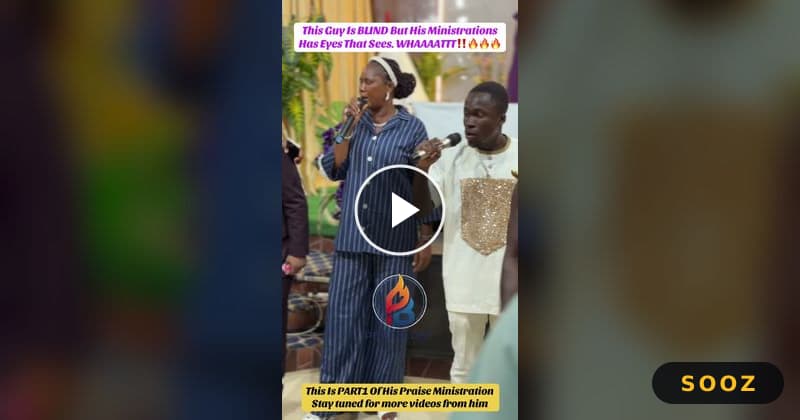 This Guy Is BLIND But His Ministrations
Has Eyes That Sees. WHAAAATTT‼️🔥🔥🔥
This Is PART1 Of His Praise Ministration
Stay tuned for more videos from him
SOOZ